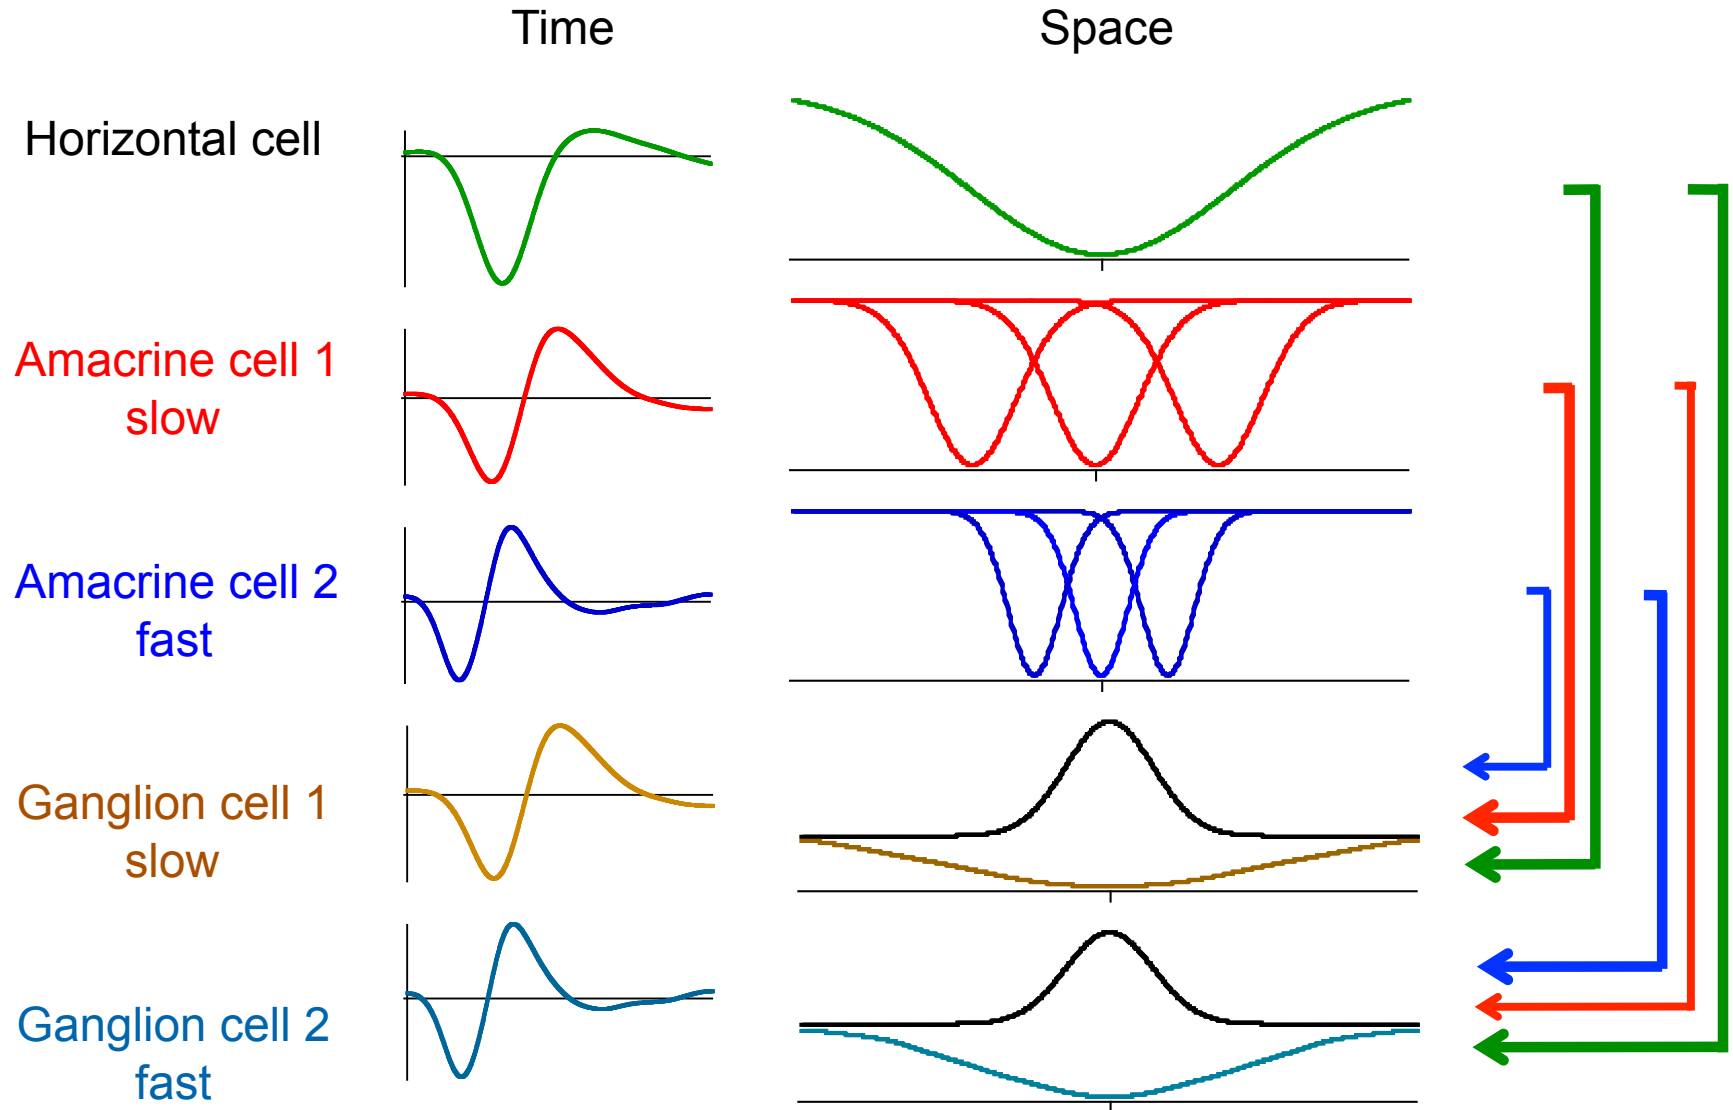 Time
Space
Horizontal cell
Amacrine cell 1
slow
Amacrine cell 2
fast
Ganglion cell 1
slow
Ganglion cell 2
fast